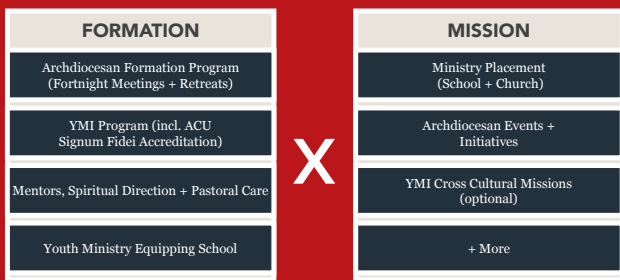 FORMATION
Archdiocesan Formation Program
(Fortnight Meetings + Retreats)
YMI Program (incl. ACU
Signum Fidei Accreditation)
Mentors, Spiritual Direction + Pastoral Care
Youth Ministry Equipping School
X
MISSION
Ministry Placement
(School + Church)
Archdiocesan Events +
Initiatives
YMI Cross Cultural Missions
(optional)
+ More